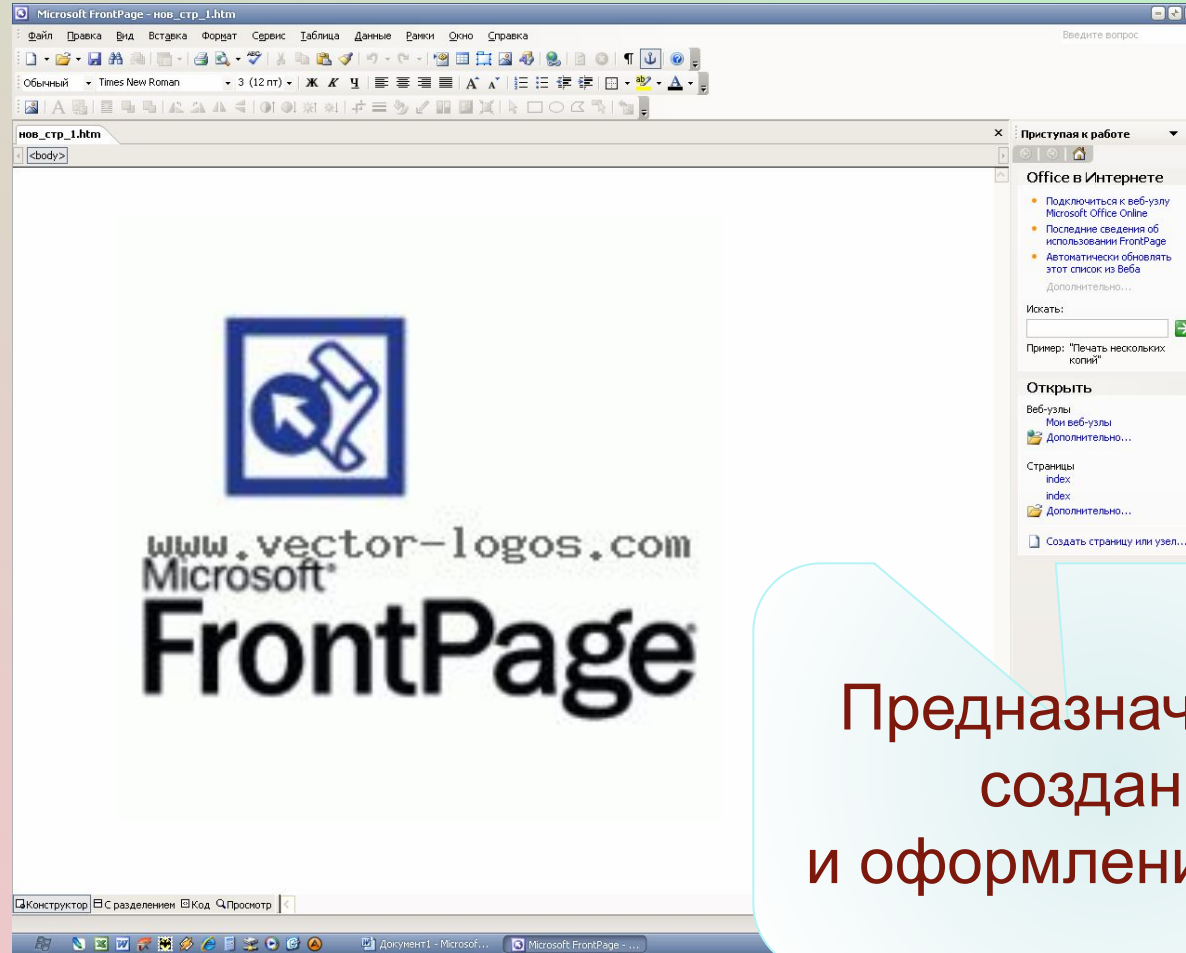 Microsoft FrontPage - нов_стр_1.htm
Файл Правка Вид Вставка Формат Сервис Таблица Данные Рамки Окно Справка
Введите вопрос
Обычный Times New Roman 3 (12 пт) Ж К Ч
нов_стр_1.htm
<body>
www.vector-logos.com
Microsoft
FrontPage
Приступая к работе
Office в Интернете
Подключиться к веб-узлу
Microsoft Office Online
Последние сведения об
использовании FrontPage
Автоматически обновлять
этот список из Веба
Дополнительно...
Искать:
Пример: "Печать нескольких
копий"
Открыть
Веб-узлы
Мои веб-узлы
Дополнительно...
Страницы
index
index
Дополнительно...
Создать страницу или узел...
Предназнач
создан
и оформлени
Конструктор С разделением Код Просмотр
Документ1 - Microsof... Microsoft FrontPage - ...